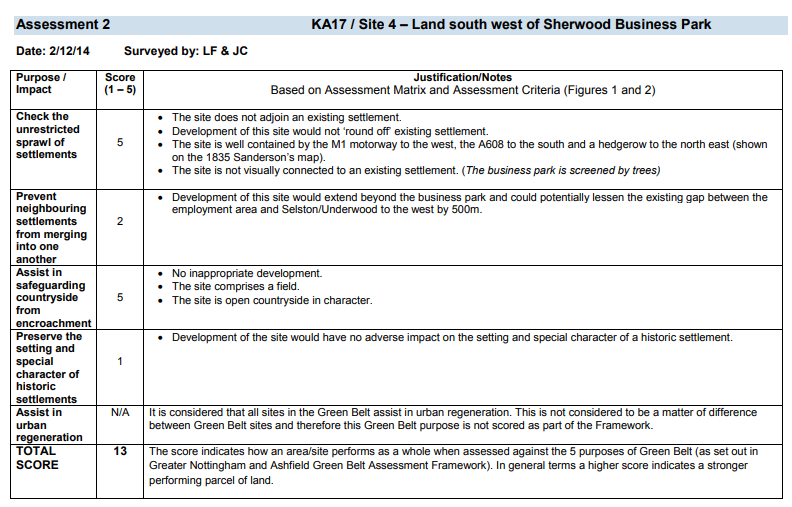 Assessment 2 KA17 / Site 4 – Land south west of Sherwood Business Park
Date: 2/12/14 Surveyed by: LF & JC
Purpose / Impact
Score (1 – 5)
Justification/Notes
Based on Assessment Matrix and Assessment Criteria (Figures 1 and 2)
Check the
unrestricted
sprawl of
settlements
5
• The site does not adjoin an existing settlement.
• Development of this site would not ‘round off’ existing settlement.
• The site is well contained by the M1 motorway to the west, the A608 to the south and a hedgerow to the north east (shown
on the 1835 Sanderson’s map).
• The site is not visually connected to an existing settlement. (The business park is screened by trees)
Prevent
neighbouring
settlements
from merging
into one
another
2
• Development of this site would extend beyond the business park and could potentially lessen the existing gap between the
employment area and Selston/Underwood to the west by 500m.
Assist in
safeguarding
countryside
from
encroachment
5
• No inappropriate development.
• The site comprises a field.
• The site is open countryside in character.
Preserve the
setting and
special
character of
historic
settlements
1
• Development of the site would have no adverse impact on the setting and special character of a historic settlement.
Assist in
urban
regeneration
N/A
It is considered that all sites in the Green Belt assist in urban regeneration. This is not considered to be a matter of difference
between Green Belt sites and therefore this Green Belt purpose is not scored as part of the Framework.
TOTAL
SCORE
13
The score indicates how an area/site performs as a whole when assessed against the 5 purposes of Green Belt (as set out in
Greater Nottingham and Ashfield Green Belt Assessment Framework). In general terms a higher score indicates a stronger
performing parcel of land.